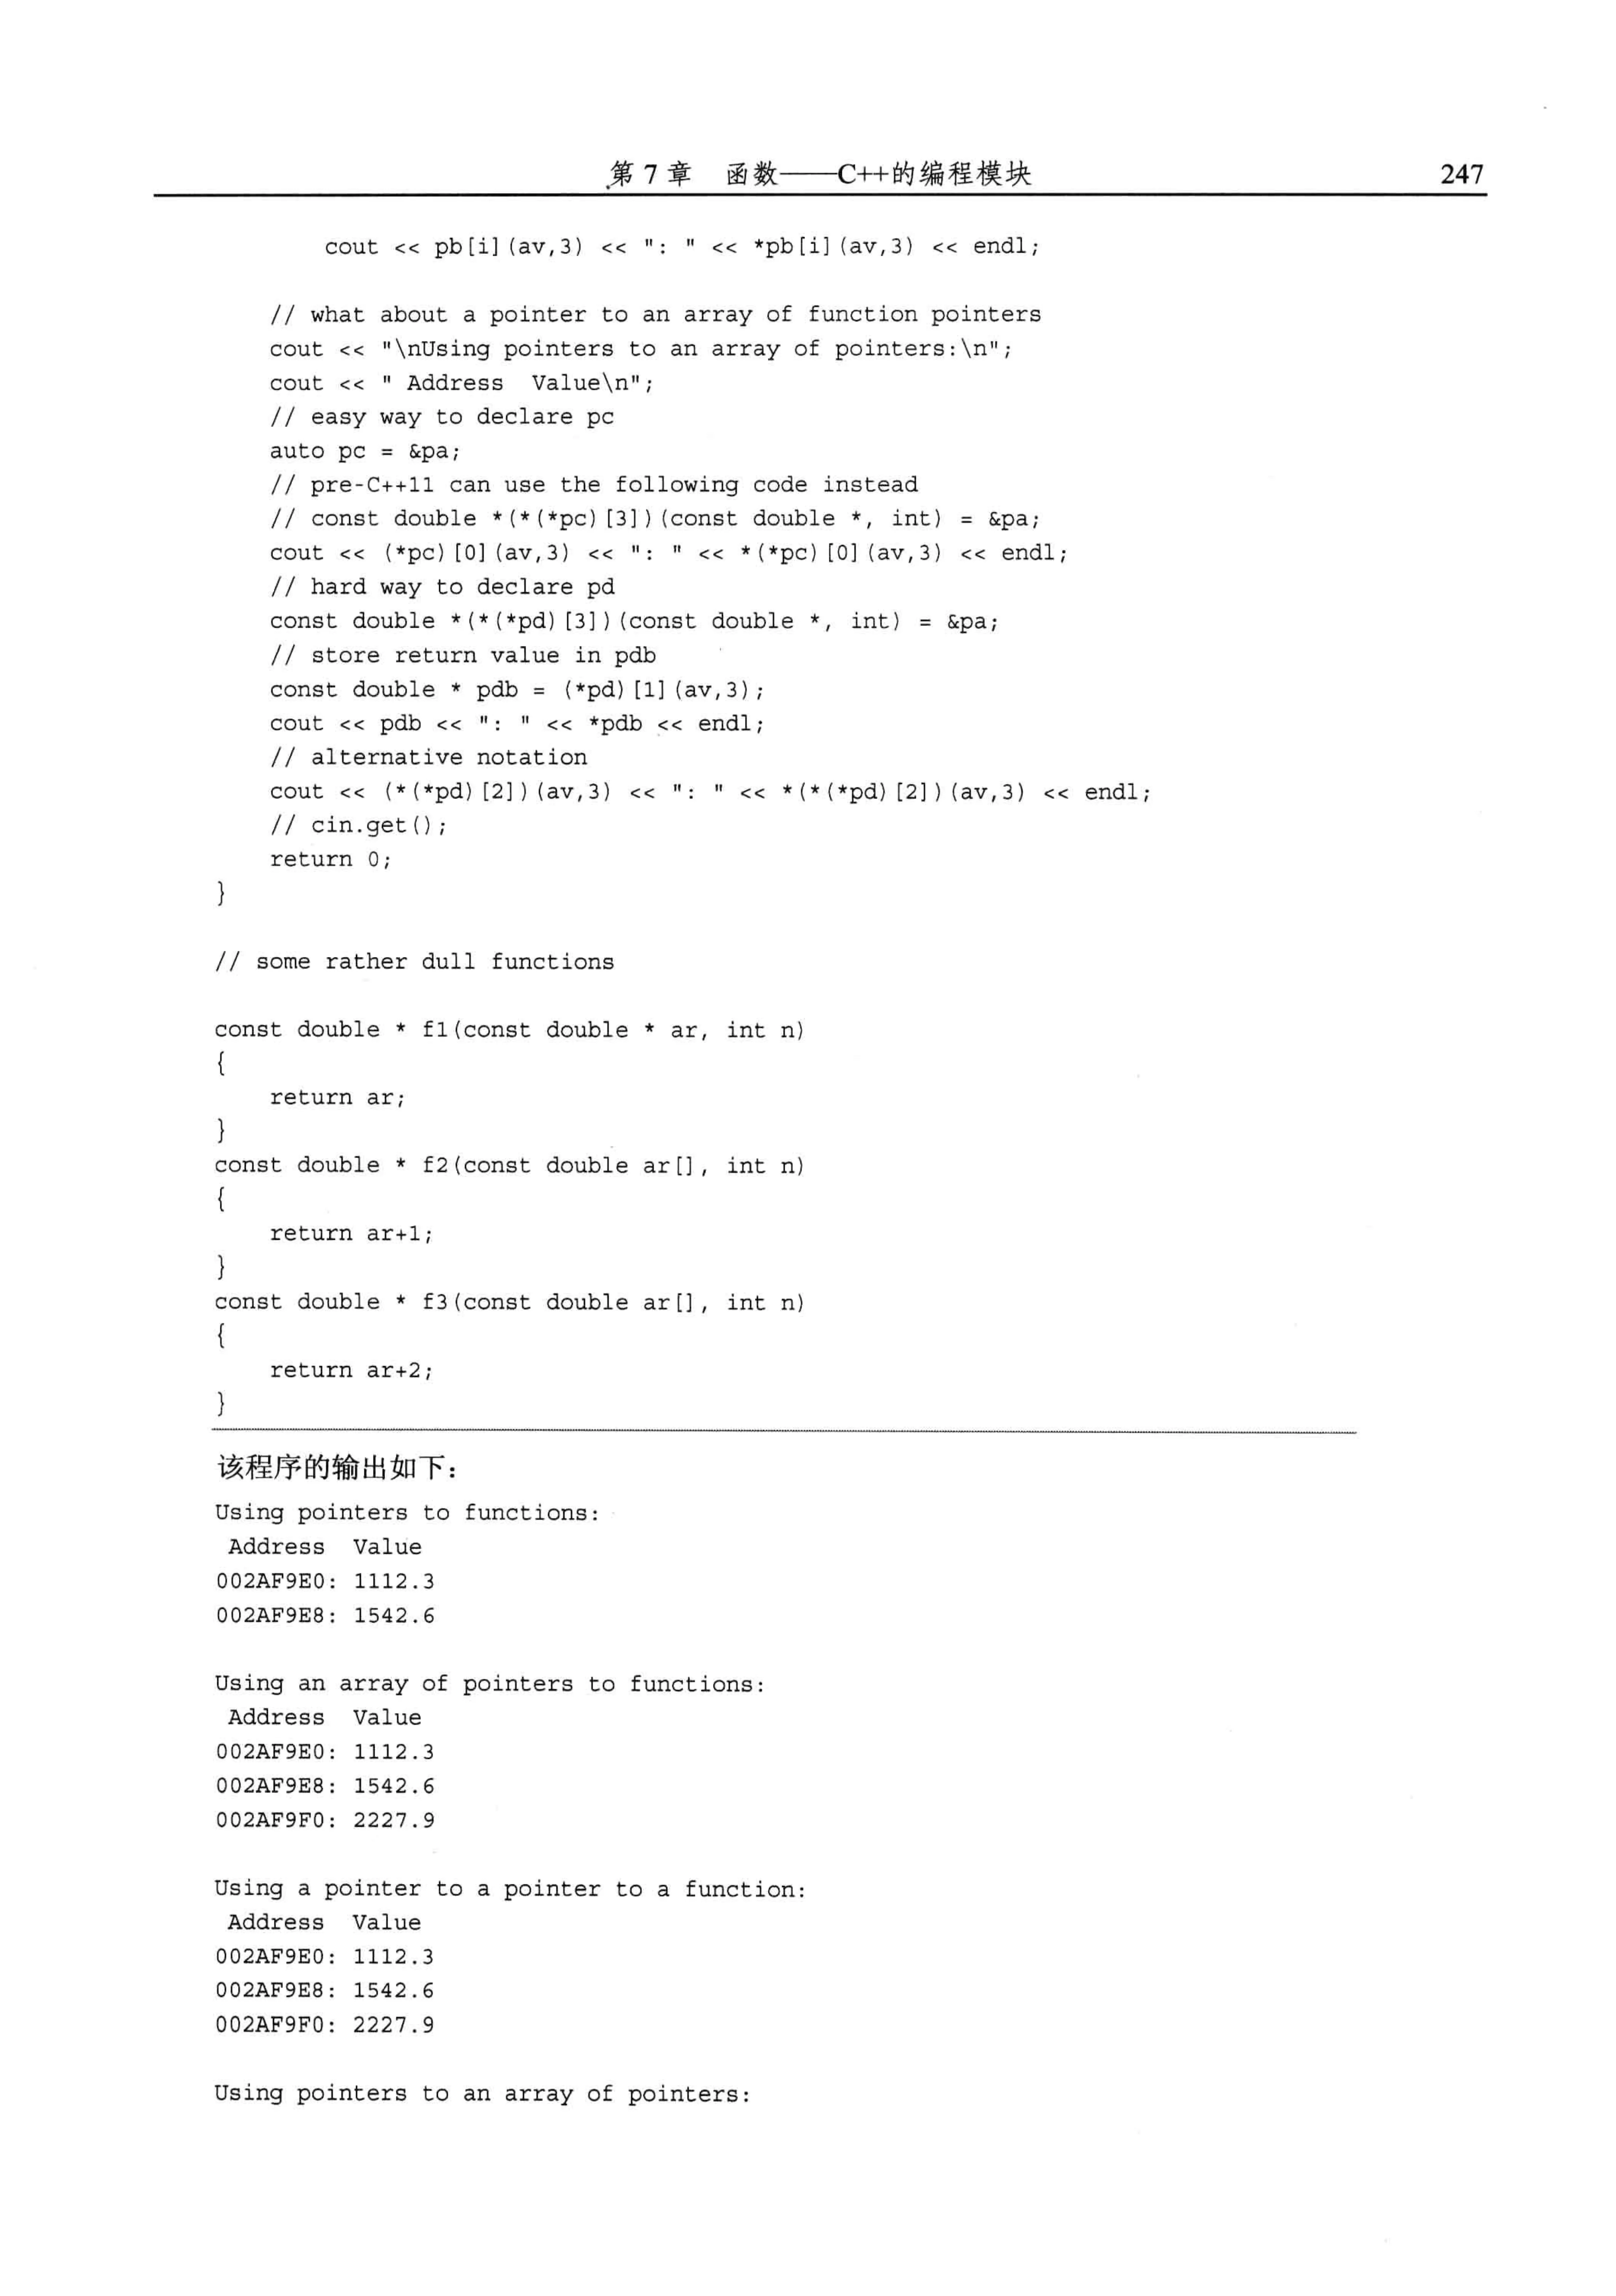 第 7 章 函数——C++的编程模块 247
        cout << pb[i](av,3) << ": " << *pb[i](av,3) << endl;

    // what about a pointer to an array of function pointers
    cout << "\nUsing pointers to an array of pointers:\n";
    cout << " Address  Value\n";
    // easy way to declare pc
    auto pc = &pa;
    // pre-C++11 can use the following code instead
    // const double *(*(*pc)[3])(const double *, int) = &pa;
    cout << (*pc)[0](av,3) << ": " << *(*pc)[0](av,3) << endl;
    // hard way to declare pd
    const double *(*(*pd)[3])(const double *, int) = &pa;
    // store return value in pdb
    const double * pdb = (*pd)[1](av,3);
    cout << pdb << ": " << *pdb << endl;
    // alternative notation
    cout << (*(*pd)[2])(av,3) << ": " << *(*(*pd)[2])(av,3) << endl;
    // cin.get();
    return 0;
}

// some rather dull functions

const double * f1(const double * ar, int n)
{
    return ar;
}
const double * f2(const double ar[], int n)
{
    return ar+1;
}
const double * f3(const double ar[], int n)
{
    return ar+2;
}
该程序的输出如下：
Using pointers to functions:
 Address  Value
002AF9E0: 1112.3
002AF9E8: 1542.6

Using an array of pointers to functions:
 Address  Value
002AF9E0: 1112.3
002AF9E8: 1542.6
002AF9F0: 2227.9

Using a pointer to a pointer to a function:
 Address  Value
002AF9E0: 1112.3
002AF9E8: 1542.6
002AF9F0: 2227.9

Using pointers to an array of pointers: